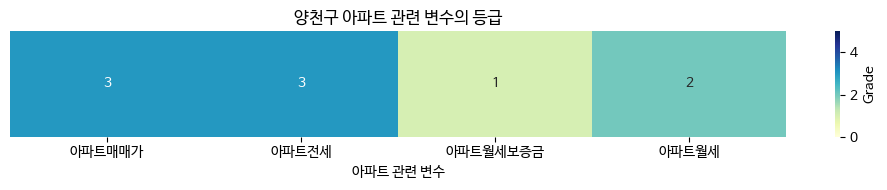 양천구 아파트 관련 변수의 등급
3 3 1 2
아파트매매가 아파트전세 아파트월세보증금 아파트월세
아파트 관련 변수
4
2
0
Grade